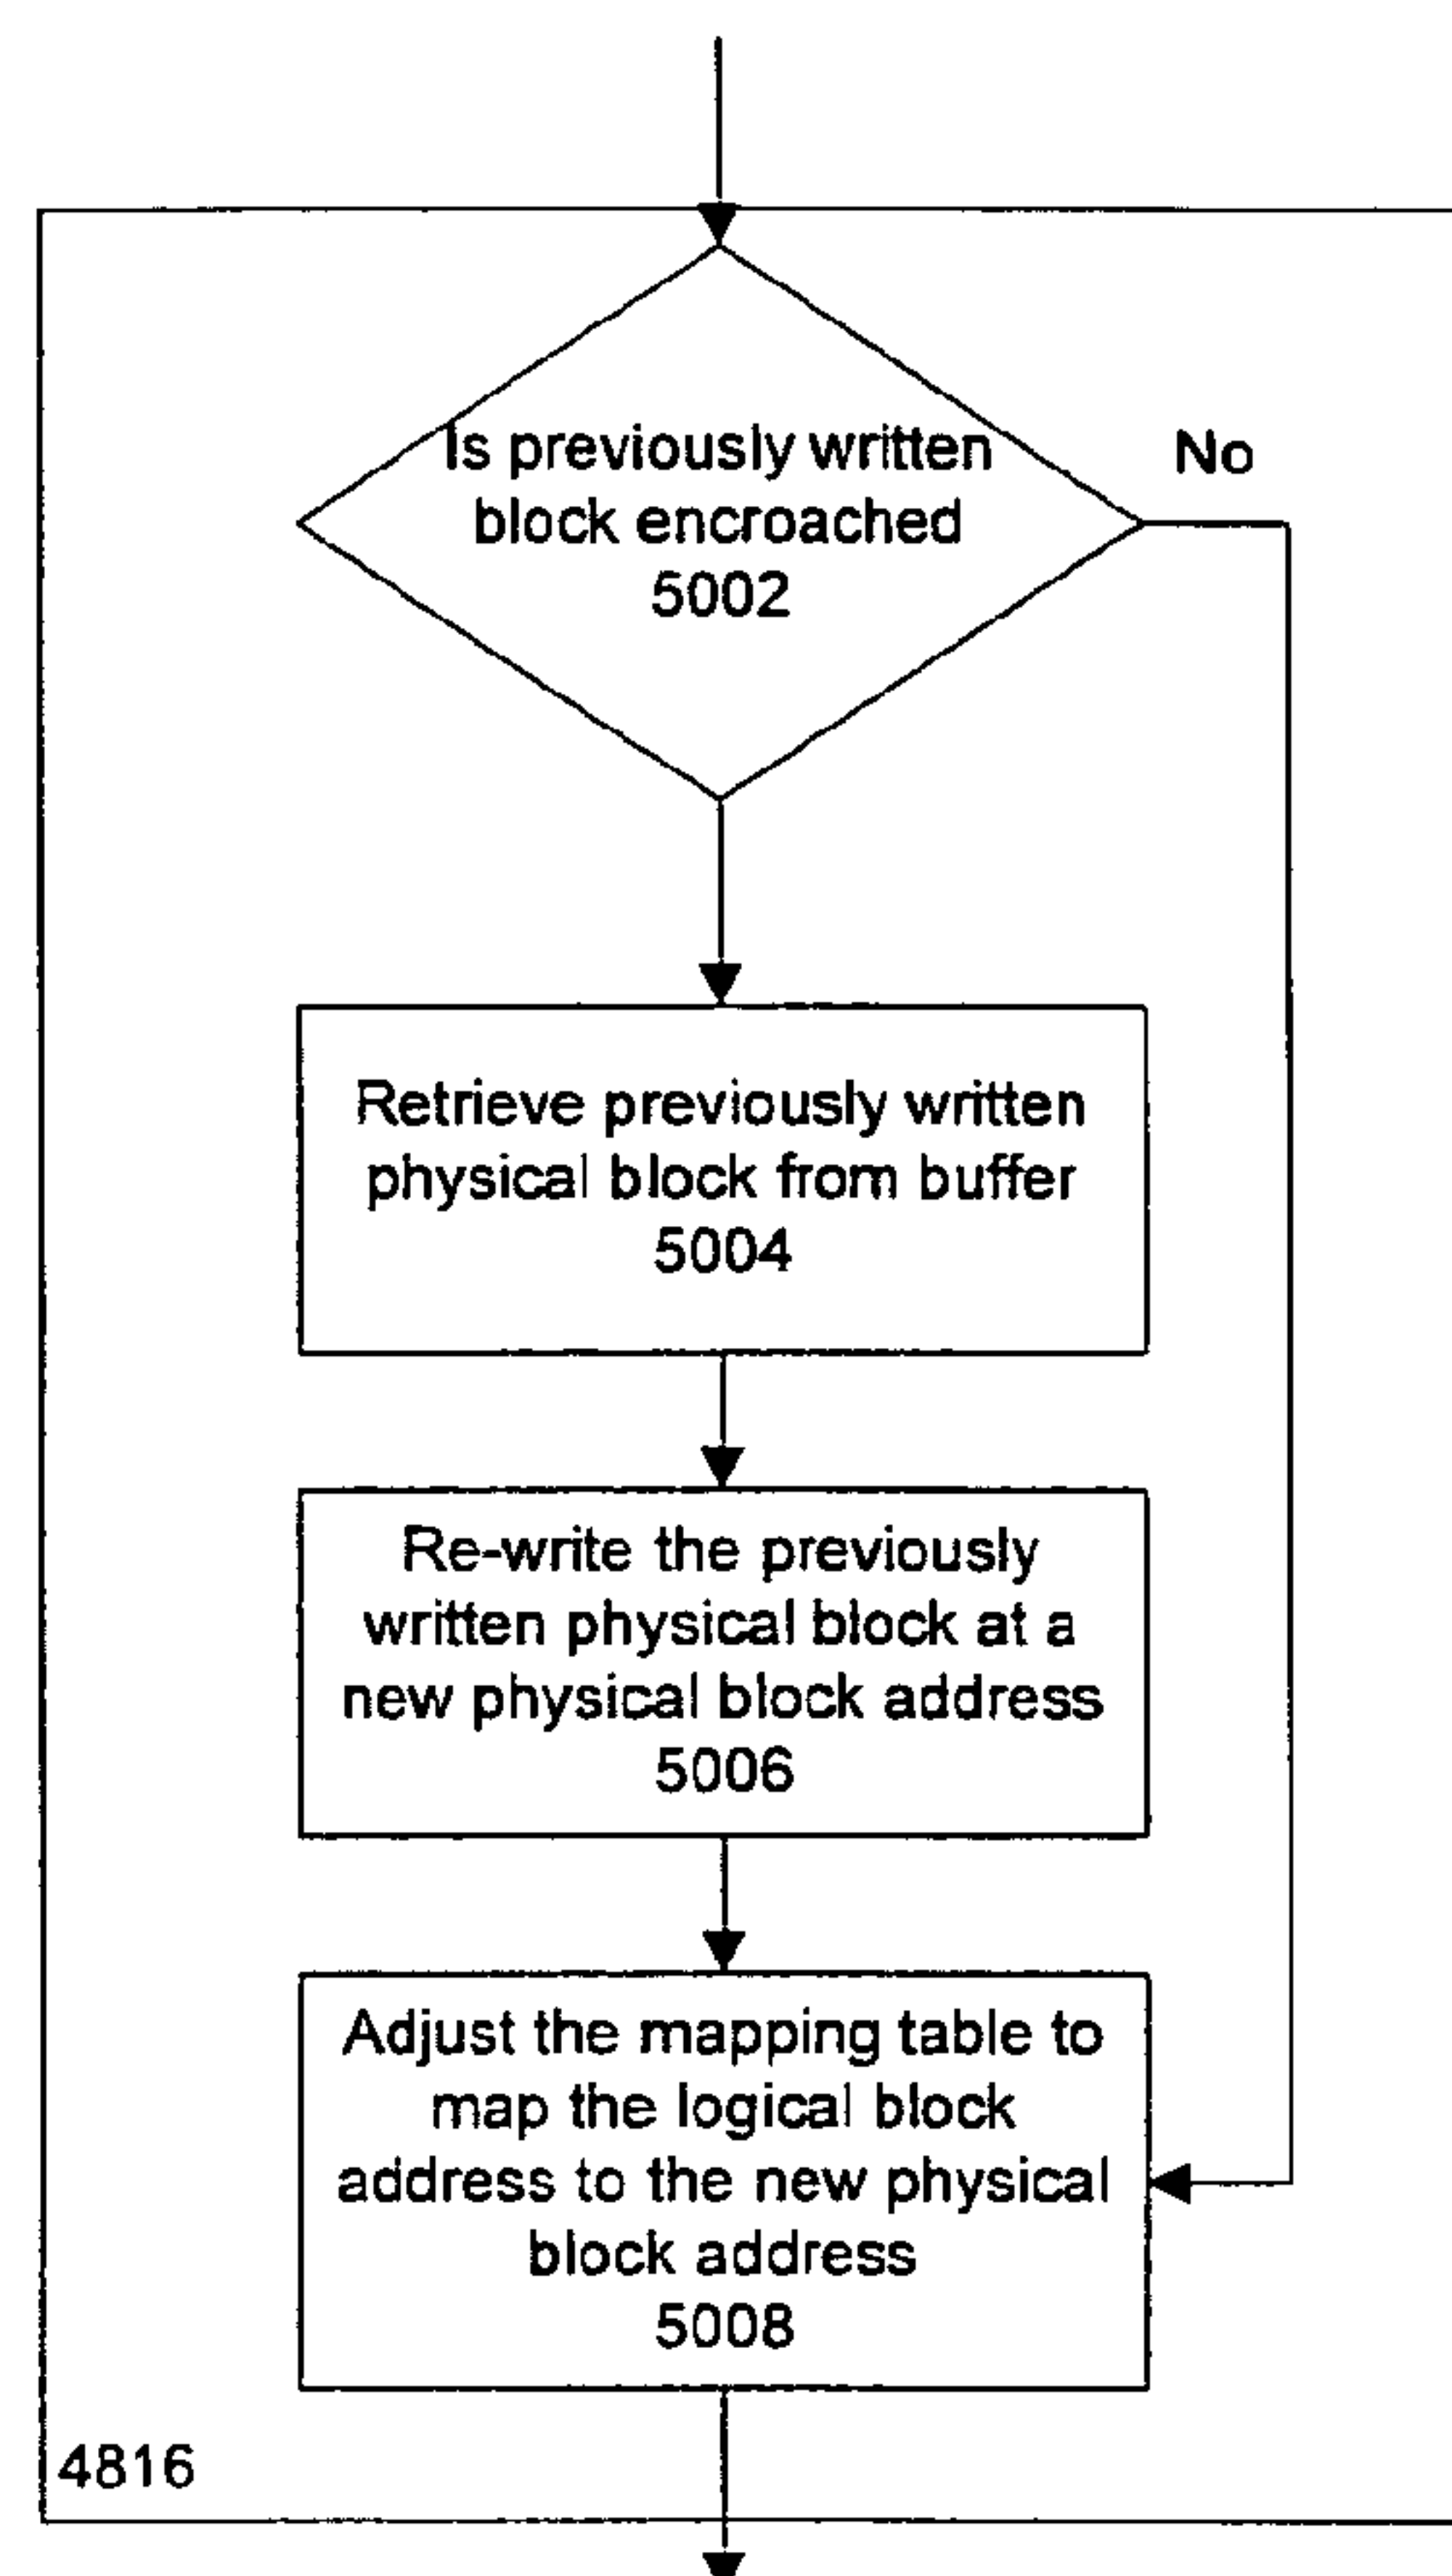 Is previously written
block encroached
5002
No
Retrieve previously written
physical block from buffer
5004
Re-write the previously
written physical block at a
new physical block address
5006
Adjust the mapping table to
map the logical block
address to the new physical
block address
5008
4816